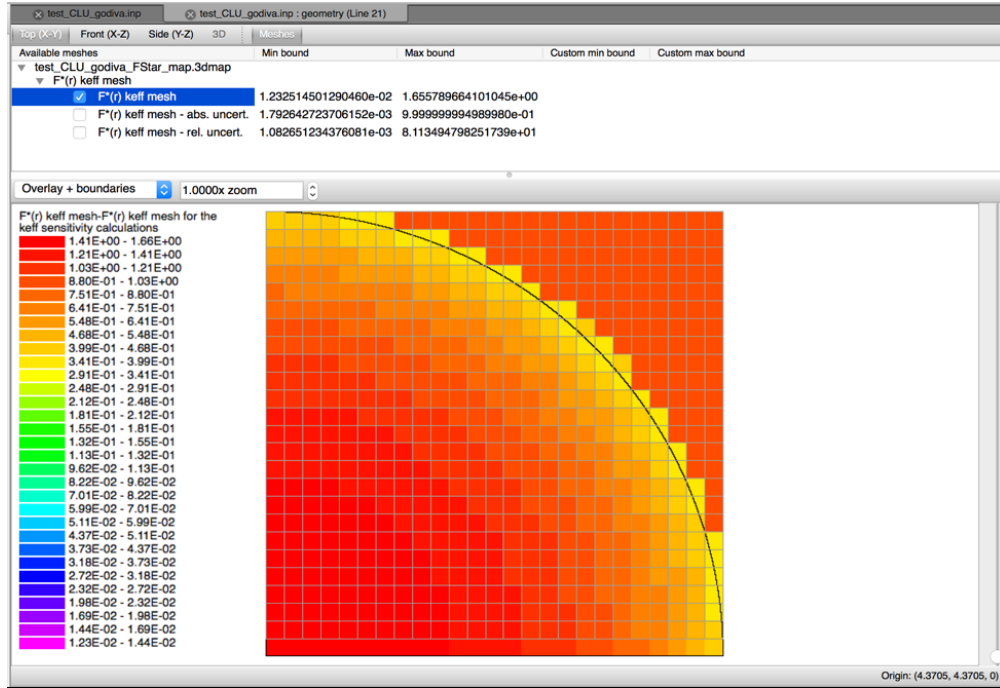 test_CLU_godiva.inp test_CLU_godiva.inp : geometry (Line 21)
Top (X-Y) Front (X-Z) Side (Y-Z) 3D Meshes
Available meshes Min bound Max bound Custom min bound Custom max bound
test_CLU_godiva_FStar_map.3dmap
F*(r) keff mesh
F*(r) keff mesh 1.232514501290460e-02 1.655789664101045e+00
F*(r) keff mesh - abs. uncert. 1.792642723706152e-03 9.999999994989980e-01
F*(r) keff mesh - rel. uncert. 1.082651234376081e-03 8.113494798251739e+01
Overlay + boundaries 1.0000x zoom
F*(r) keff mesh-F*(r) keff mesh for the
keff sensitivity calculations
1.41E+00 - 1.66E+00
1.21E+00 - 1.41E+00
1.03E+00 - 1.21E+00
8.80E-01 - 1.03E+00
7.51E-01 - 8.80E-01
6.41E-01 - 7.51E-01
5.48E-01 - 6.41E-01
4.68E-01 - 5.48E-01
3.99E-01 - 4.68E-01
3.41E-01 - 3.99E-01
2.91E-01 - 3.41E-01
2.48E-01 - 2.91E-01
2.12E-01 - 2.48E-01
1.81E-01 - 2.12E-01
1.55E-01 - 1.81E-01
1.32E-01 - 1.55E-01
1.13E-01 - 1.32E-01
9.62E-02 - 1.13E-01
8.22E-02 - 9.62E-02
7.01E-02 - 8.22E-02
5.99E-02 - 7.01E-02
5.11E-02 - 5.99E-02
4.37E-02 - 5.11E-02
3.73E-02 - 4.37E-02
3.18E-02 - 3.73E-02
2.72E-02 - 3.18E-02
2.32E-02 - 2.72E-02
1.98E-02 - 2.32E-02
1.69E-02 - 1.98E-02
1.44E-02 - 1.69E-02
1.23E-02 - 1.44E-02
Origin: (4.3705, 4.3705, 0)